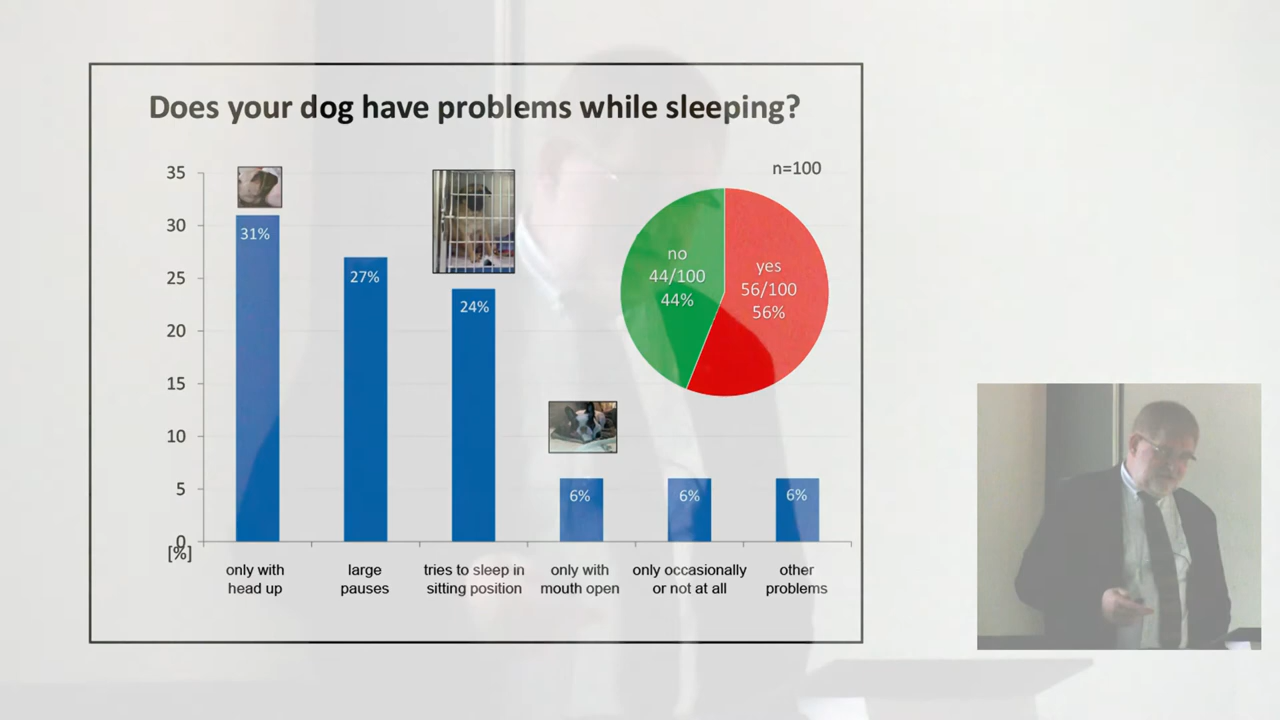 Does your dog have problems while sleeping?
n=100
35
30
25
20
15
10
5
0
[%]
31%
27%
24%
6%
6%
6%
no
44/100
44%
yes
56/100
56%
only with
head up
large
pauses
tries to sleep in
sitting position
only with
mouth open
only occasionally
or not at all
other
problems